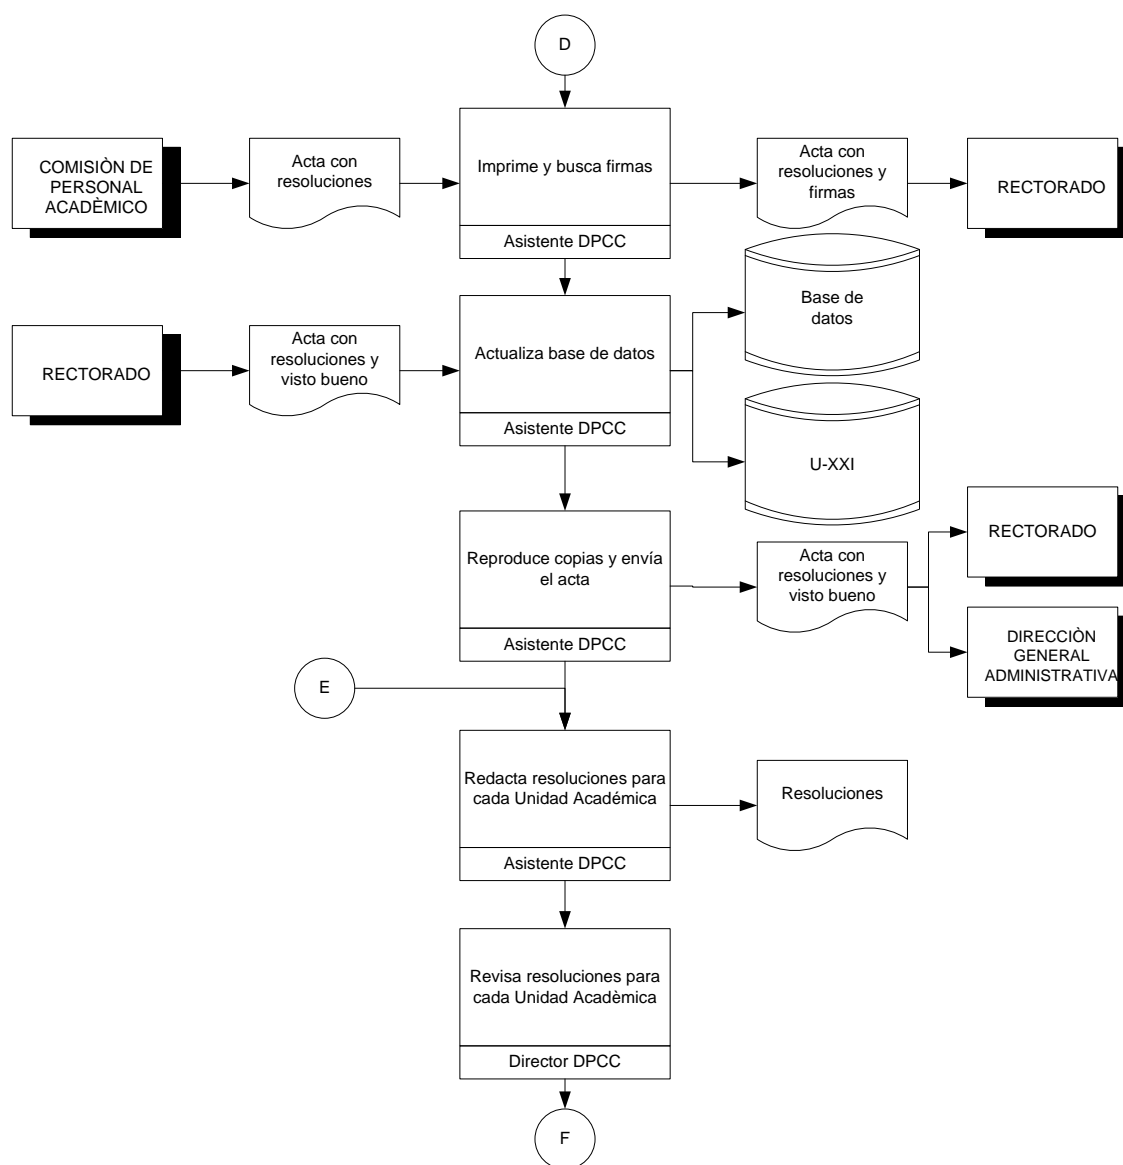 D
COMISIÒN DE
PERSONAL
ACADÈMICO
Acta con
resoluciones
Imprime y busca firmas
Asistente DPCC
Acta con
resoluciones y
firmas
RECTORADO
RECTORADO
Acta con
resoluciones y
visto bueno
Actualiza base de datos
Asistente DPCC
Base de
datos
U-XXI
Reproduce copias y envía
el acta
Asistente DPCC
Acta con
resoluciones y
visto bueno
RECTORADO
DIRECCIÒN
GENERAL
ADMINISTRATIVA
E
Redacta resoluciones para
cada Unidad Académica
Asistente DPCC
Resoluciones
Revisa resoluciones para
cada Unidad Acadèmica
Director DPCC
F